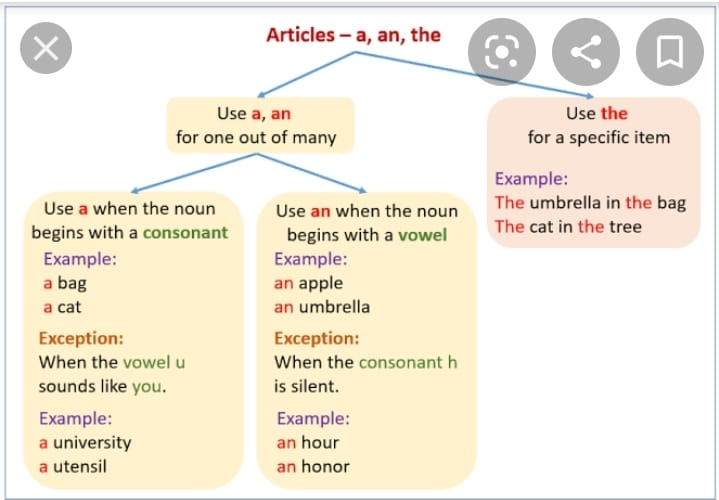 Articles – a, an, the
Use a, an
for one out of many
Use a when the noun
begins with a consonant
Example:
a bag
a cat
Exception:
When the vowel u
sounds like you.
Example:
a university
a utensil
Use an when the noun
begins with a vowel
Example:
an apple
an umbrella
Exception:
When the consonant h
is silent.
Example:
an hour
an honor
Use the
for a specific item
Example:
The umbrella in the bag
The cat in the tree